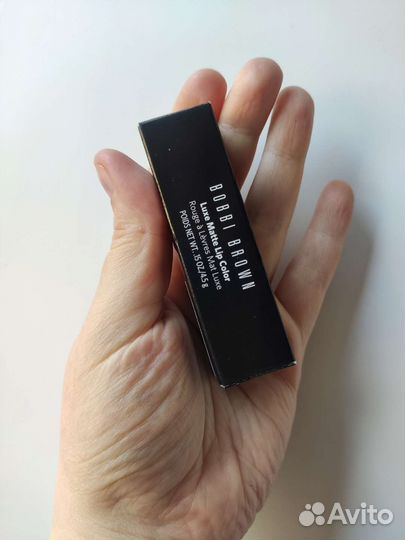 BOBBI BROWN
Luxe Matte Lip Color
Rouge à Lèvres Mat Luxe
POIDS NET WT. .15 OZ/4.5 g
Avito